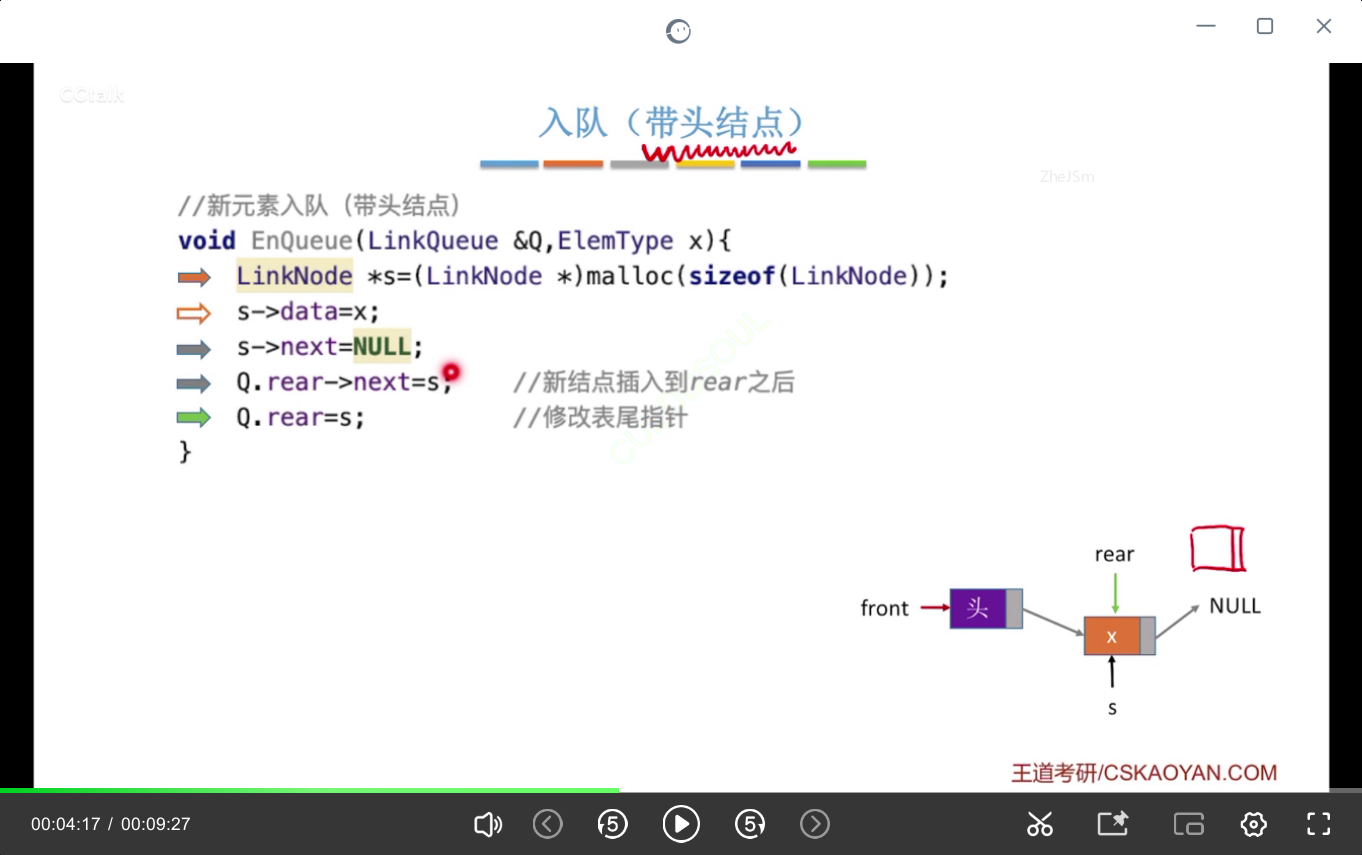 CCtalk
入队（带头结点）
ZheJSm
//新元素入队（带头结点）
void EnQueue(LinkQueue &Q,ElemType x){
LinkNode *s=(LinkNode *)malloc(sizeof(LinkNode));
s->data=x;
s->next=NULL;
Q.rear->next=s; //新结点插入到rear之后
Q.rear=s; //修改表尾指针
}
rear
front
头
x
NULL
s
王道考研/CSKAOYAN.COM
00:04:17 / 00:09:27
5
5